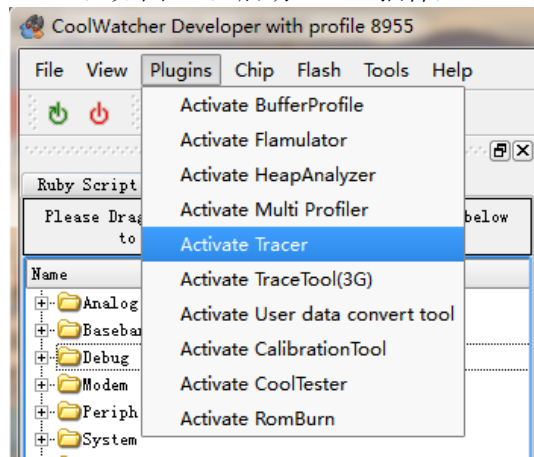 CoolWatcher Developer with profile 8955
File View Plugins Chip Flash Tools Help
Activate BufferProfile
Activate Flamulator
Activate HeapAnalyzer
Ruby Script
Activate Multi Profiler
Please Drag below
to
Activate Tracer
Name
Activate TraceTool(3G)
Analog
Activate User data convert tool
Baseba
Debug
Activate CalibrationTool
Modem
Activate CoolTester
Periph
Activate RomBurn
System